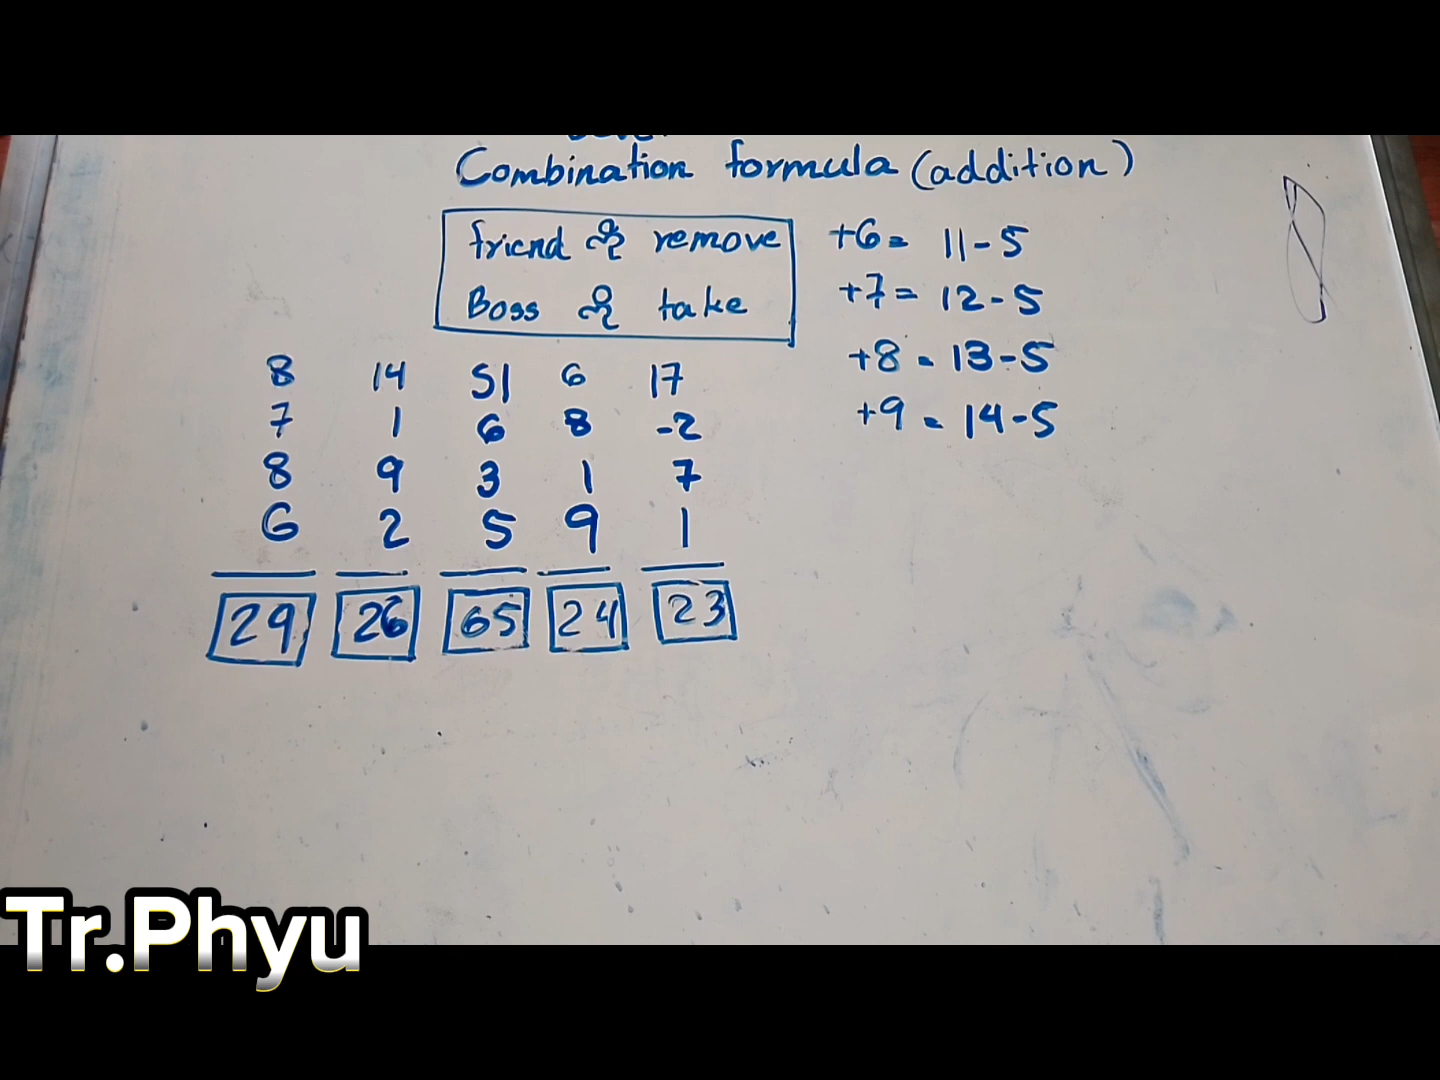 Combination formula (addition)
friend နဲ့ remove
Boss နဲ့ take
+6 = 11-5
+7 = 12-5
+8 = 13-5
+9 = 14-5
8 14 51 6 17
7 1 6 8 -2
8 9 3 1 7
6 2 5 9 1
29 26 65 24 23
Tr.Phyu